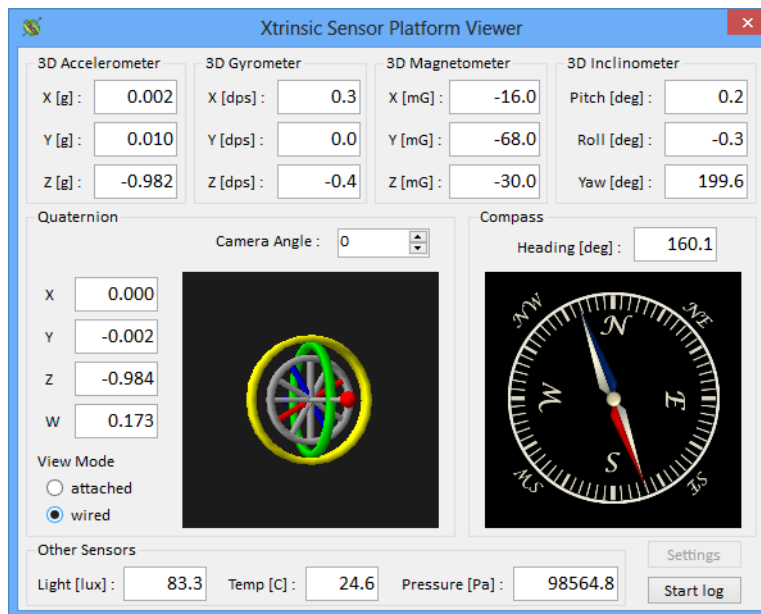 Xtrinsic Sensor Platform Viewer
3D Accelerometer
X [g] : 0.002
Y [g] : 0.010
Z [g] : -0.982
3D Gyrometer
X [dps] : 0.3
Y [dps] : 0.0
Z [dps] : -0.4
3D Magnetometer
X [mG] : -16.0
Y [mG] : -68.0
Z [mG] : -30.0
3D Inclinometer
Pitch [deg] : 0.2
Roll [deg] : -0.3
Yaw [deg] : 199.6
Quaternion
Camera Angle : 0
X 0.000
Y -0.002
Z -0.984
W 0.173
View Mode
attached
wired
Compass
Heading [deg] : 160.1
NW N NE
W E
SW S SE
Other Sensors
Light [lux] : 83.3 Temp [C] : 24.6 Pressure [Pa] : 98564.8
Settings
Start log